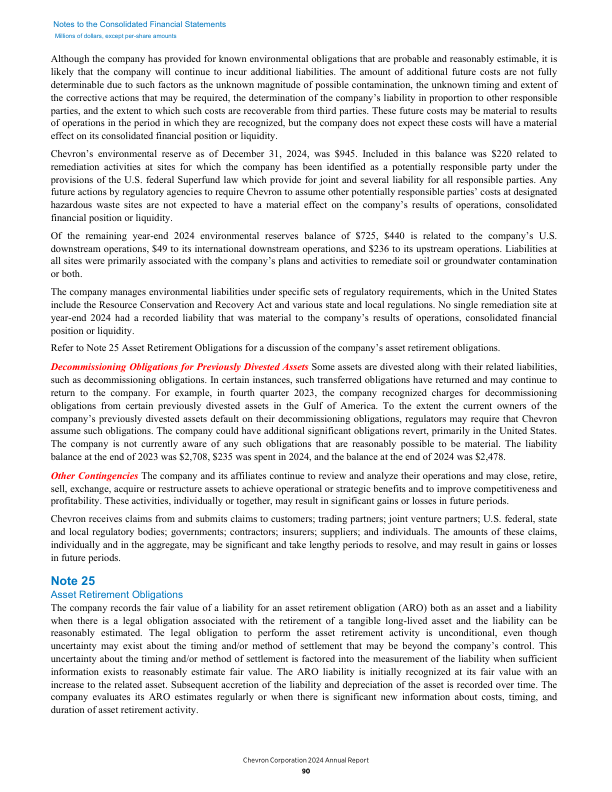 Notes to the Consolidated Financial Statements
Millions of dollars, except per-share amounts
Although the company has provided for known environmental obligations that are probable and reasonably estimable, it is
likely that the company will continue to incur additional liabilities. The amount of additional future costs are not fully
determinable due to such factors as the unknown magnitude of possible contamination, the unknown timing and extent of
the corrective actions that may be required, the determination of the company's liability in proportion to other responsible
parties, and the extent to which such costs are recoverable from third parties. These future costs may be material to results
of operations in the period in which they are recognized, but the company does not expect these costs will have a material
effect on its consolidated financial position or liquidity.
Chevron's environmental reserve as of December 31, 2024, was $945. Included in this balance was $220 related to
remediation activities at sites for which the company has been identified as a potentially responsible party under the
provisions of the U.S. federal Superfund law which provide for joint and several liability for all responsible parties. Any
future actions by regulatory agencies to require Chevron to assume other potentially responsible parties' costs at designated
hazardous waste sites are not expected to have a material effect on the company's results of operations, consolidated
financial position or liquidity.
Of the remaining year-end 2024 environmental reserves balance of $725, $440 is related to the company's U.S.
downstream operations, $49 to its international downstream operations, and $236 to its upstream operations. Liabilities at
all sites were primarily associated with the company's plans and activities to remediate soil or groundwater contamination
or both.
The company manages environmental liabilities under specific sets of regulatory requirements, which in the United States
include the Resource Conservation and Recovery Act and various state and local regulations. No single remediation site at
year-end 2024 had a recorded liability that was material to the company's results of operations, consolidated financial
position or liquidity.
Refer to Note 25 Asset Retirement Obligations for a discussion of the company's asset retirement obligations.
Decommissioning Obligations for Previously Divested Assets Some assets are divested along with their related liabilities,
such as decommissioning obligations. In certain instances, such transferred obligations have returned and may continue to
return to the company. For example, in fourth quarter 2023, the company recognized charges for decommissioning
obligations from certain previously divested assets in the Gulf of America. To the extent the current owners of the
company's previously divested assets default on their decommissioning obligations, regulators may require that Chevron
assume such obligations. The company could have additional significant obligations revert, primarily in the United States.
The company is not currently aware of any such obligations that are reasonably possible to be material. The liability
balance at the end of 2023 was $2,708, $235 was spent in 2024, and the balance at the end of 2024 was $2,478.
Other Contingencies The company and its affiliates continue to review and analyze their operations and may close, retire,
sell, exchange, acquire or restructure assets to achieve operational or strategic benefits and to improve competitiveness and
profitability. These activities, individually or together, may result in significant gains or losses in future periods.
Chevron receives claims from and submits claims to customers; trading partners; joint venture partners; U.S. federal, state
and local regulatory bodies; governments; contractors; insurers; suppliers; and individuals. The amounts of these claims,
individually and in the aggregate, may be significant and take lengthy periods to resolve, and may result in gains or losses
in future periods.
Note 25
Asset Retirement Obligations
The company records the fair value of a liability for an asset retirement obligation (ARO) both as an asset and a liability
when there is a legal obligation associated with the retirement of a tangible long-lived asset and the liability can be
reasonably estimated. The legal obligation to perform the asset retirement activity is unconditional, even though
uncertainty may exist about the timing and/or method of settlement that may be beyond the company's control. This
uncertainty about the timing and/or method of settlement is factored into the measurement of the liability when sufficient
information exists to reasonably estimate fair value. The ARO liability is initially recognized at its fair value with an
increase to the related asset. Subsequent accretion of the liability and depreciation of the asset is recorded over time. The
company evaluates its ARO estimates regularly or when there is significant new information about costs, timing, and
duration of asset retirement activity.
Chevron Corporation 2024 Annual Report
90